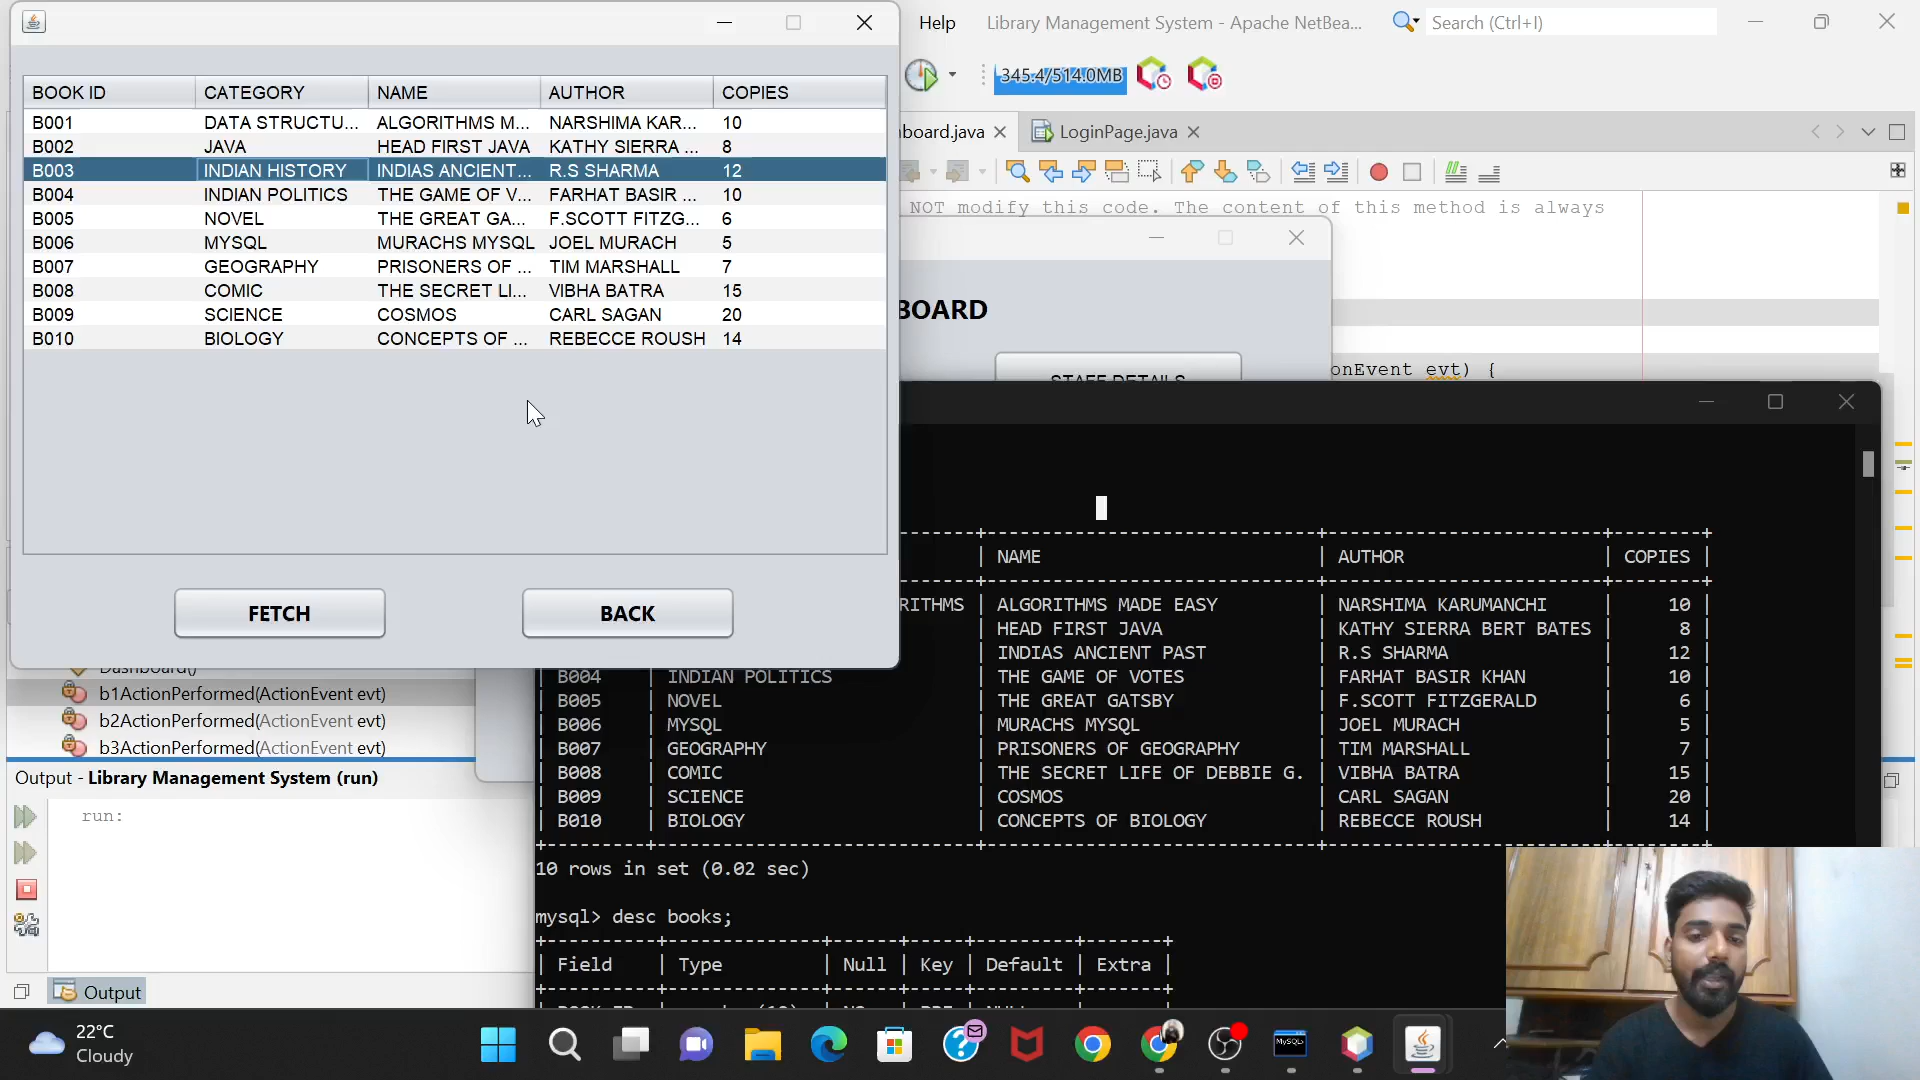 Help Library Management System - Apache NetBea... Search (Ctrl+I)
345.4/514.0MB
board.java LoginPage.java
NOT modify this code. The content of this method is always
BOOK ID CATEGORY NAME AUTHOR COPIES
B001 DATA STRUCTU... ALGORITHMS M... NARSHIMA KAR... 10
B002 JAVA HEAD FIRST JAVA KATHY SIERRA ... 8
B003 INDIAN HISTORY INDIAS ANCIENT... R.S SHARMA 12
B004 INDIAN POLITICS THE GAME OF V... FARHAT BASIR ... 10
B005 NOVEL THE GREAT GA... F.SCOTT FITZG... 6
B006 MYSQL MURACHS MYSQL JOEL MURACH 5
B007 GEOGRAPHY PRISONERS OF ... TIM MARSHALL 7
B008 COMIC THE SECRET LI... VIBHA BATRA 15
B009 SCIENCE COSMOS CARL SAGAN 20
B010 BIOLOGY CONCEPTS OF ... REBECCE ROUSH 14
FETCH BACK
BOARD
STAFF DETAILS
onEvent evt) {
| NAME | AUTHOR | COPIES |
RITHMS | ALGORITHMS MADE EASY | NARSHIMA KARUMANCHI | 10 |
| HEAD FIRST JAVA | KATHY SIERRA BERT BATES | 8 |
| INDIAS ANCIENT PAST | R.S SHARMA | 12 |
| B004 | INDIAN POLITICS | THE GAME OF VOTES | FARHAT BASIR KHAN | 10 |
| B005 | NOVEL | THE GREAT GATSBY | F.SCOTT FITZGERALD | 6 |
| B006 | MYSQL | MURACHS MYSQL | JOEL MURACH | 5 |
| B007 | GEOGRAPHY | PRISONERS OF GEOGRAPHY | TIM MARSHALL | 7 |
| B008 | COMIC | THE SECRET LIFE OF DEBBIE G. | VIBHA BATRA | 15 |
| B009 | SCIENCE | COSMOS | CARL SAGAN | 20 |
| B010 | BIOLOGY | CONCEPTS OF BIOLOGY | REBECCE ROUSH | 14 |
10 rows in set (0.02 sec)
mysql> desc books;
| Field | Type | Null | Key | Default | Extra |
Dashboard()
b1ActionPerformed(ActionEvent evt)
b2ActionPerformed(ActionEvent evt)
b3ActionPerformed(ActionEvent evt)
Output - Library Management System (run)
run:
Output
22°C
Cloudy
MySQL